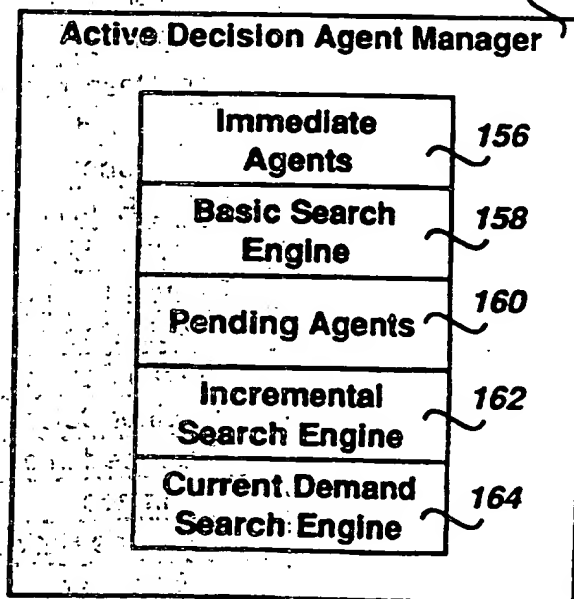 Active Decision Agent Manager
Immediate
Agents
156
Basic Search
Engine
158
Pending Agents
160
Incremental
Search Engine
162
Current Demand
Search Engine
164